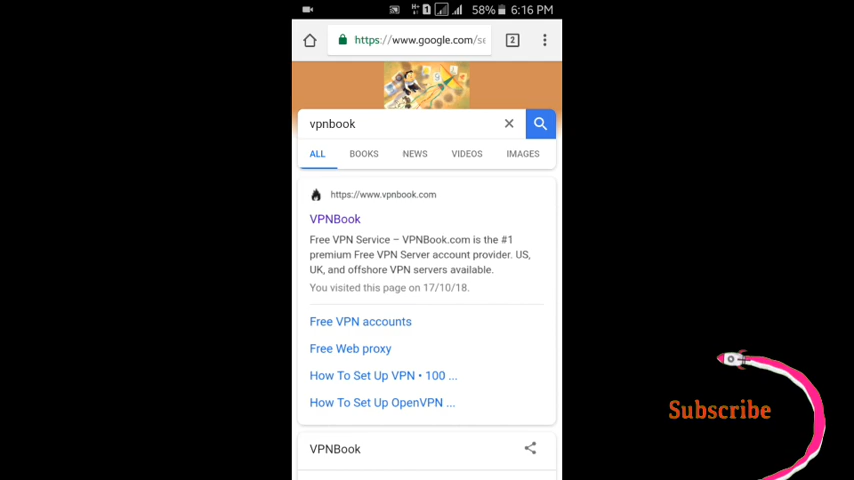 58% 6:16 PM
https://www.google.com/se
2
vpnbook
ALL BOOKS NEWS VIDEOS IMAGES
https://www.vpnbook.com
VPNBook
Free VPN Service – VPNBook.com is the #1
premium Free VPN Server account provider. US,
UK, and offshore VPN servers available.
You visited this page on 17/10/18.
Free VPN accounts
Free Web proxy
How To Set Up VPN • 100 ...
How To Set Up OpenVPN ...
Subscribe
VPNBook